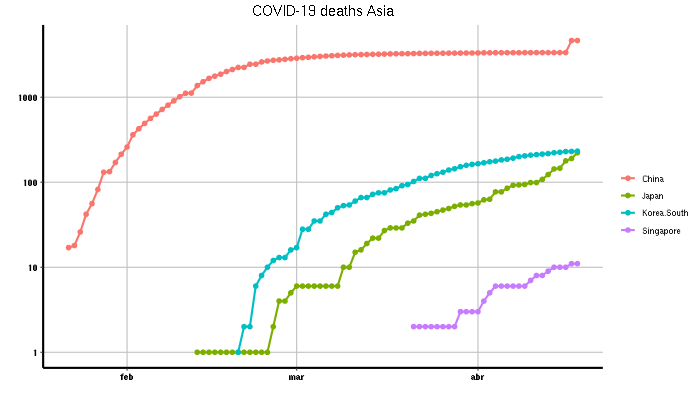 COVID-19 deaths Asia
1000
100
10
1
feb mar abr
China
Japan
Korea.South
Singapore